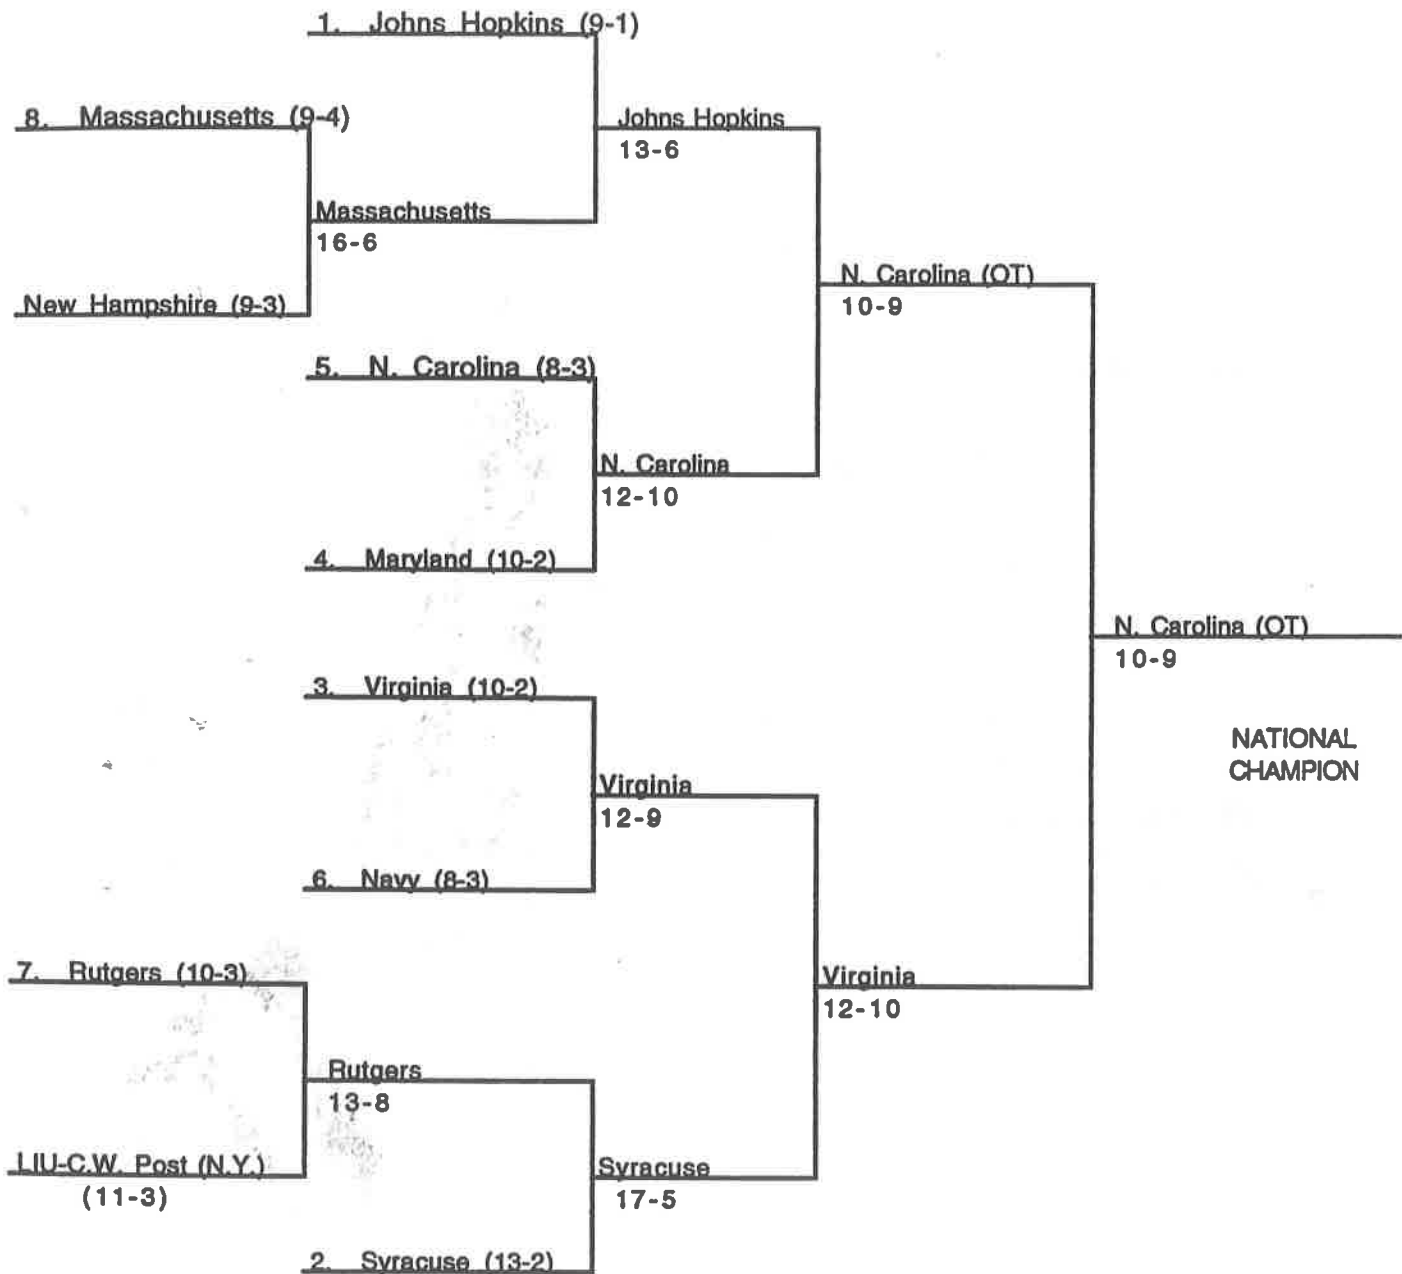 1. Johns Hopkins (9-1)
8. Massachusetts (9-4)
Johns Hopkins
13-6
Massachusetts
16-6
New Hampshire (9-3)
N. Carolina (OT)
10-9
5. N. Carolina (8-3)
N. Carolina
12-10
4. Maryland (10-2)
N. Carolina (OT)
10-9
3. Virginia (10-2)
NATIONAL
CHAMPION
Virginia
12-9
6. Navy (8-3)
7. Rutgers (10-3)
Virginia
12-10
Rutgers
13-8
LIU-C.W. Post (N.Y.)
(11-3)
Syracuse
17-5
2. Syracuse (13-2)